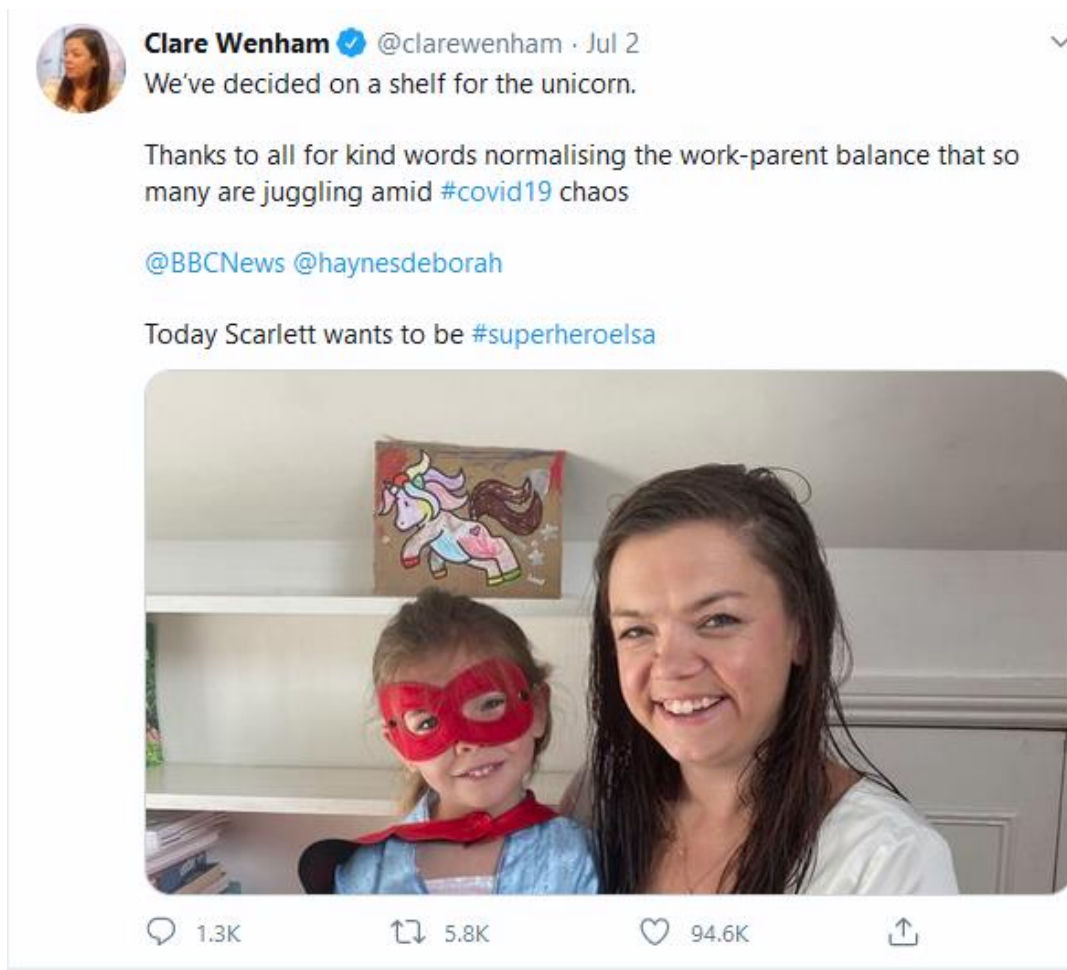 Clare Wenham @clarewenham · Jul 2
We've decided on a shelf for the unicorn.
Thanks to all for kind words normalising the work-parent balance that so
many are juggling amid #covid19 chaos
@BBCNews @haynesdeborah
Today Scarlett wants to be #superheroelsa
1.3K 5.8K 94.6K